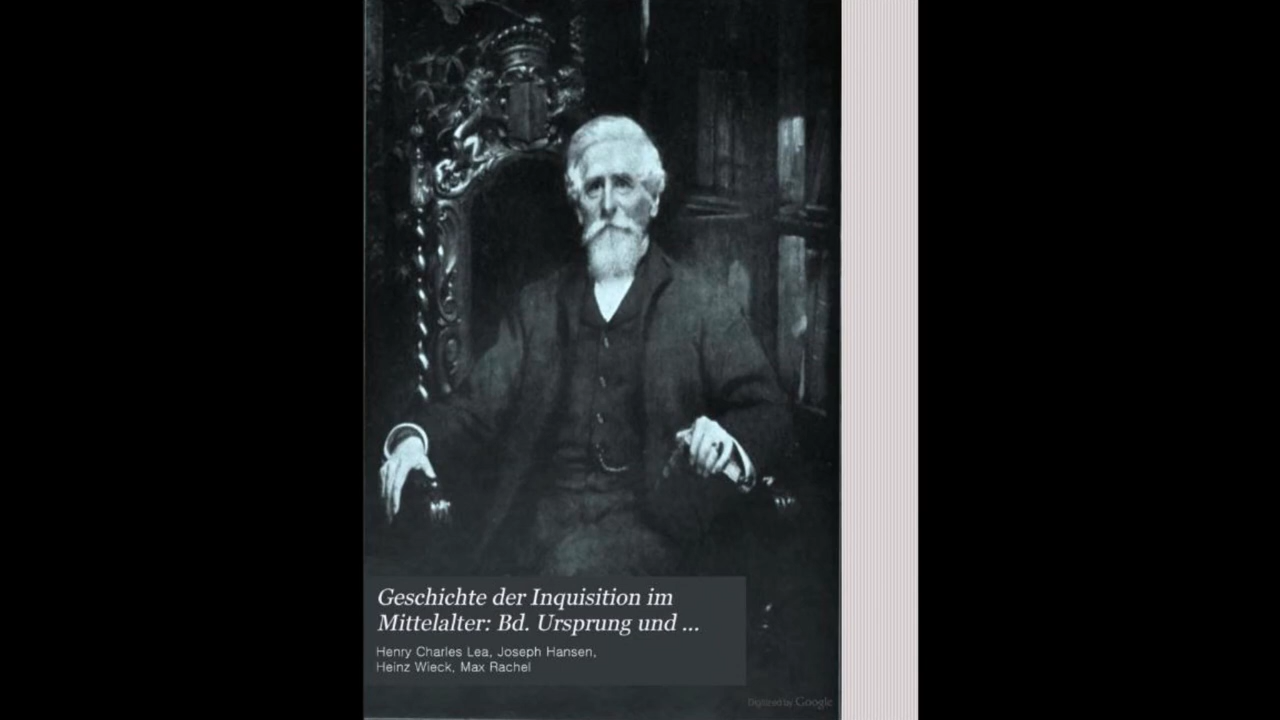 Geschichte der Inquisition im
Mittelalter: Bd. Ursprung und ...
Henry Charles Lea, Joseph Hansen,
Heinz Wieck, Max Rachel
Digitized by Google